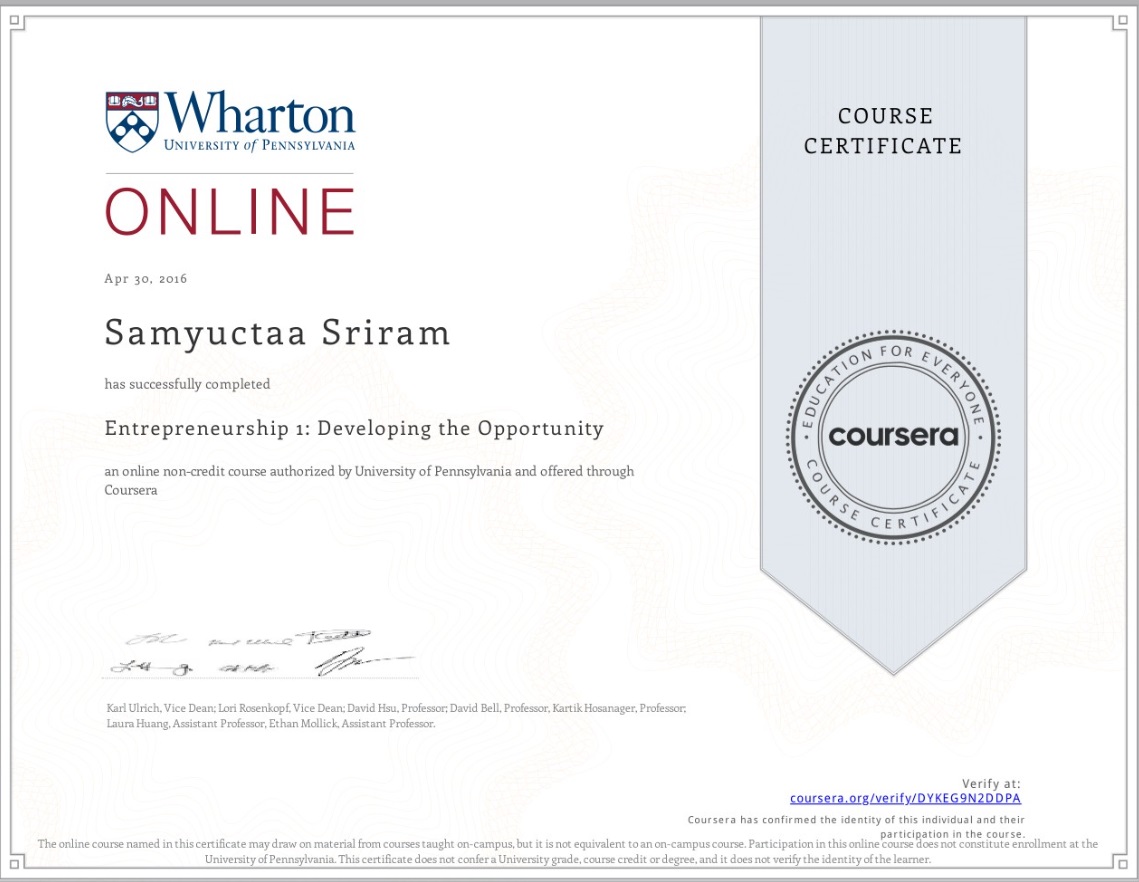 Wharton
UNIVERSITY of PENNSYLVANIA
ONLINE
COURSE
CERTIFICATE
Apr 30, 2016
Samyuctaa Sriram
has successfully completed
Entrepreneurship 1: Developing the Opportunity
an online non-credit course authorized by University of Pennsylvania and offered through
Coursera
EDUCATION FOR EVERYONE
coursera
COURSE CERTIFICATE
Karl Ulrich, Vice Dean; Lori Rosenkopf, Vice Dean; David Hsu, Professor; David Bell, Professor, Kartik Hosanager, Professor;
Laura Huang, Assistant Professor, Ethan Mollick, Assistant Professor.
Verify at:
coursera.org/verify/DYKEG9N2DDPA
Coursera has confirmed the identity of this individual and their
participation in the course.
The online course named in this certificate may draw on material from courses taught on-campus, but it is not equivalent to an on-campus course. Participation in this online course does not constitute enrollment at the
University of Pennsylvania. This certificate does not confer a University grade, course credit or degree, and it does not verify the identity of the learner.